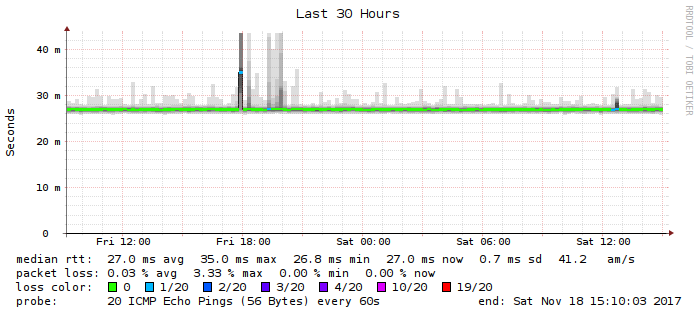 Last 30 Hours
RRDTOOL / TOBI OETIKER
Seconds
40 m
30 m
20 m
10 m
0
Fri 12:00 Fri 18:00 Sat 00:00 Sat 06:00 Sat 12:00
median rtt: 27.0 ms avg 35.0 ms max 26.8 ms min 27.0 ms now 0.7 ms sd 41.2 am/s
packet loss: 0.03 % avg 3.33 % max 0.00 % min 0.00 % now
loss color: 0 1/20 2/20 3/20 4/20 10/20 19/20
probe: 20 ICMP Echo Pings (56 Bytes) every 60s end: Sat Nov 18 15:10:03 2017